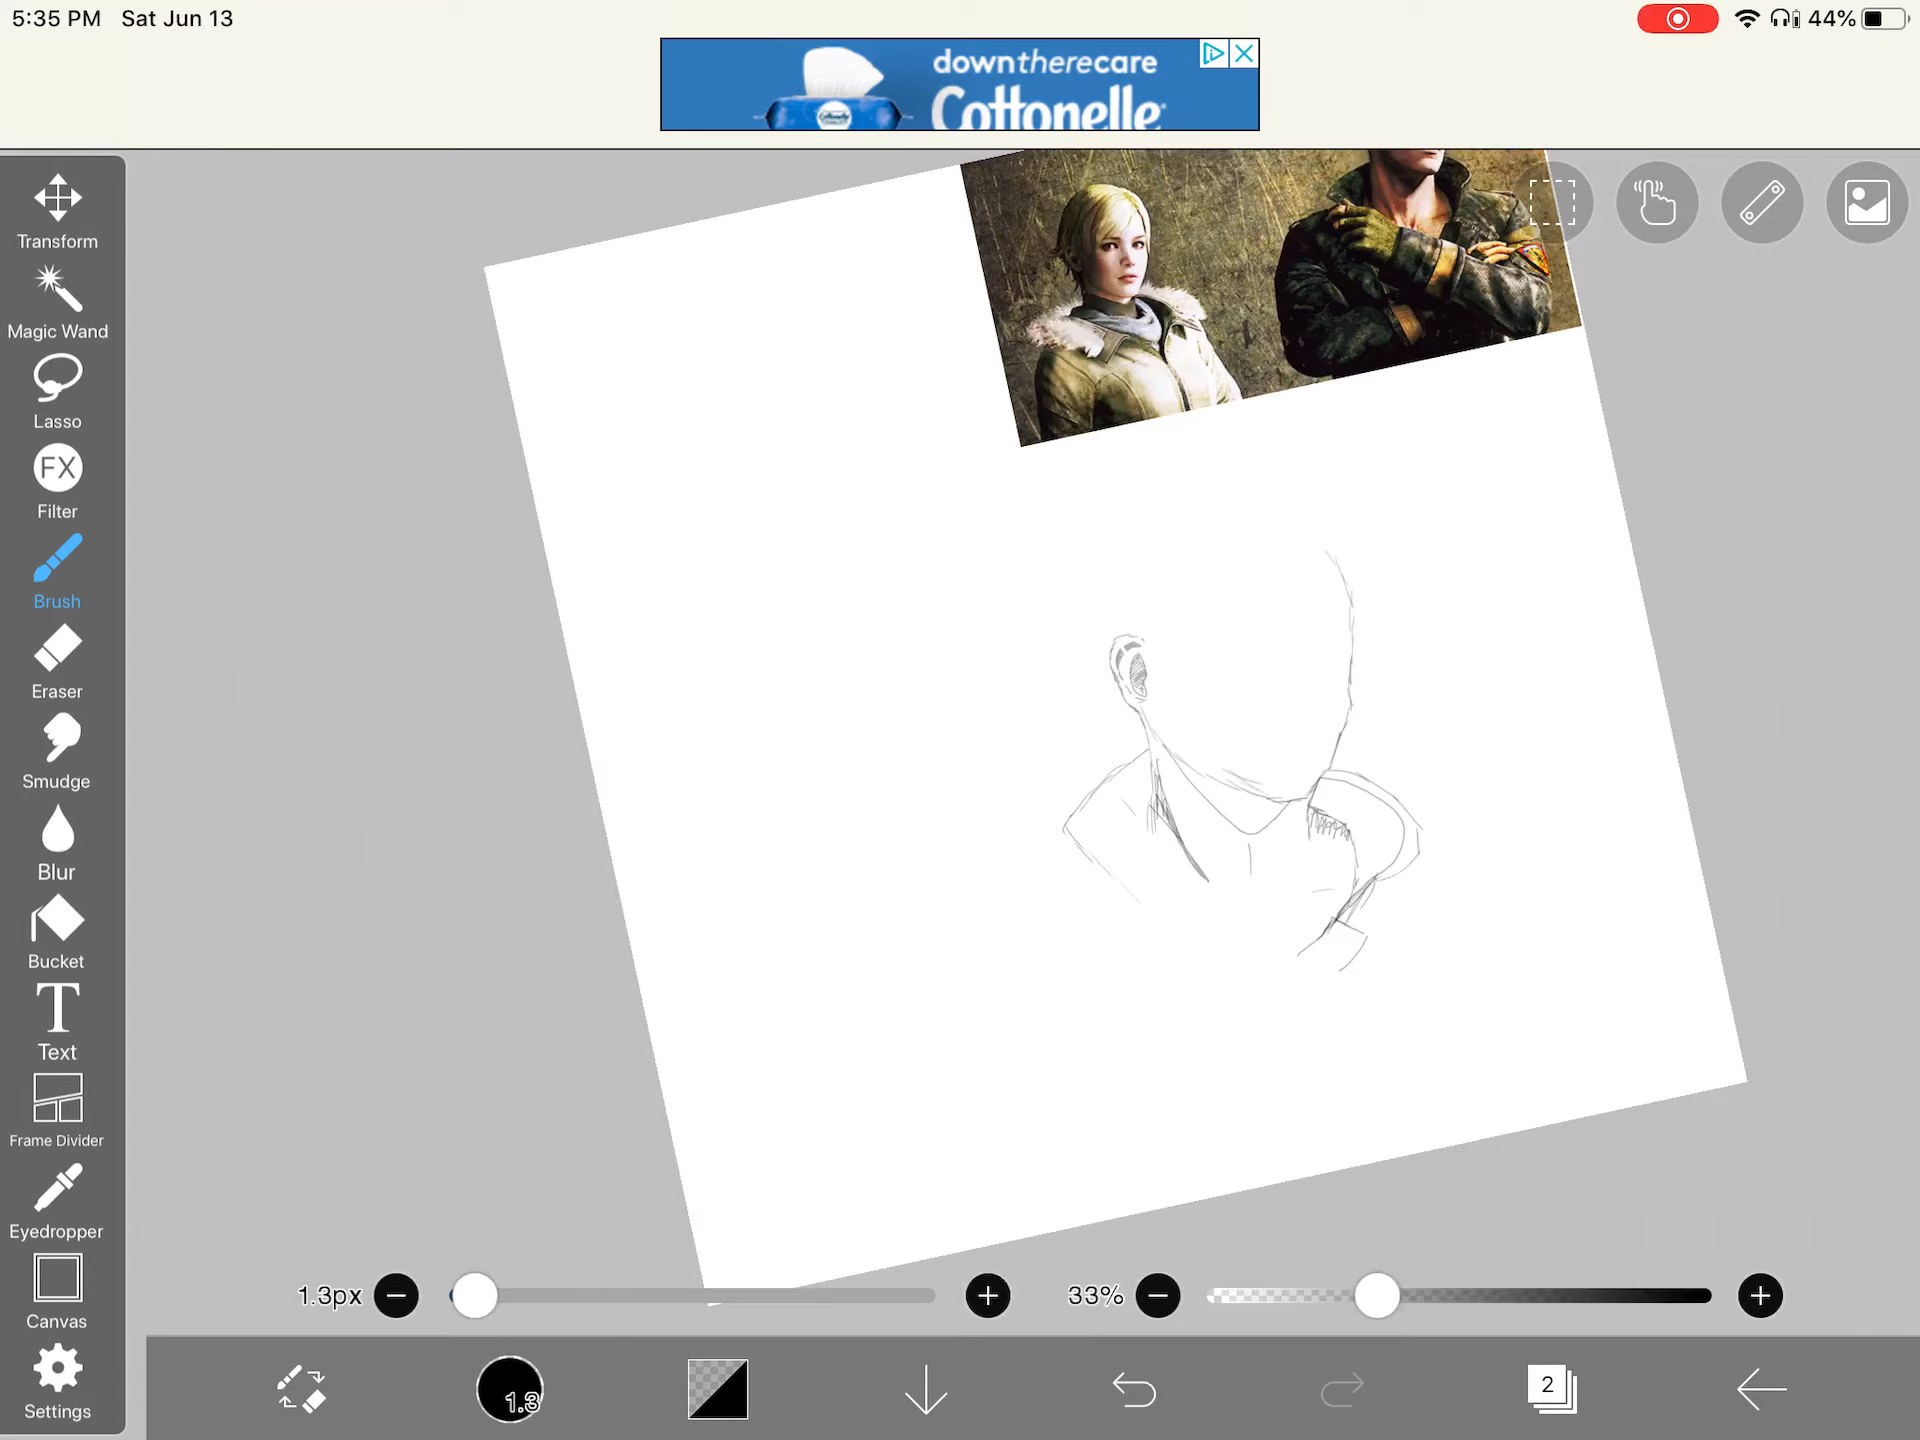 5:35 PM Sat Jun 13
44%
downtherecare
Cottonelle
Transform
Magic Wand
Lasso
FX
Filter
Brush
Eraser
Smudge
Blur
Bucket
T
Text
Frame Divider
Eyedropper
Canvas
Settings
1.3px
33%
1.3
2